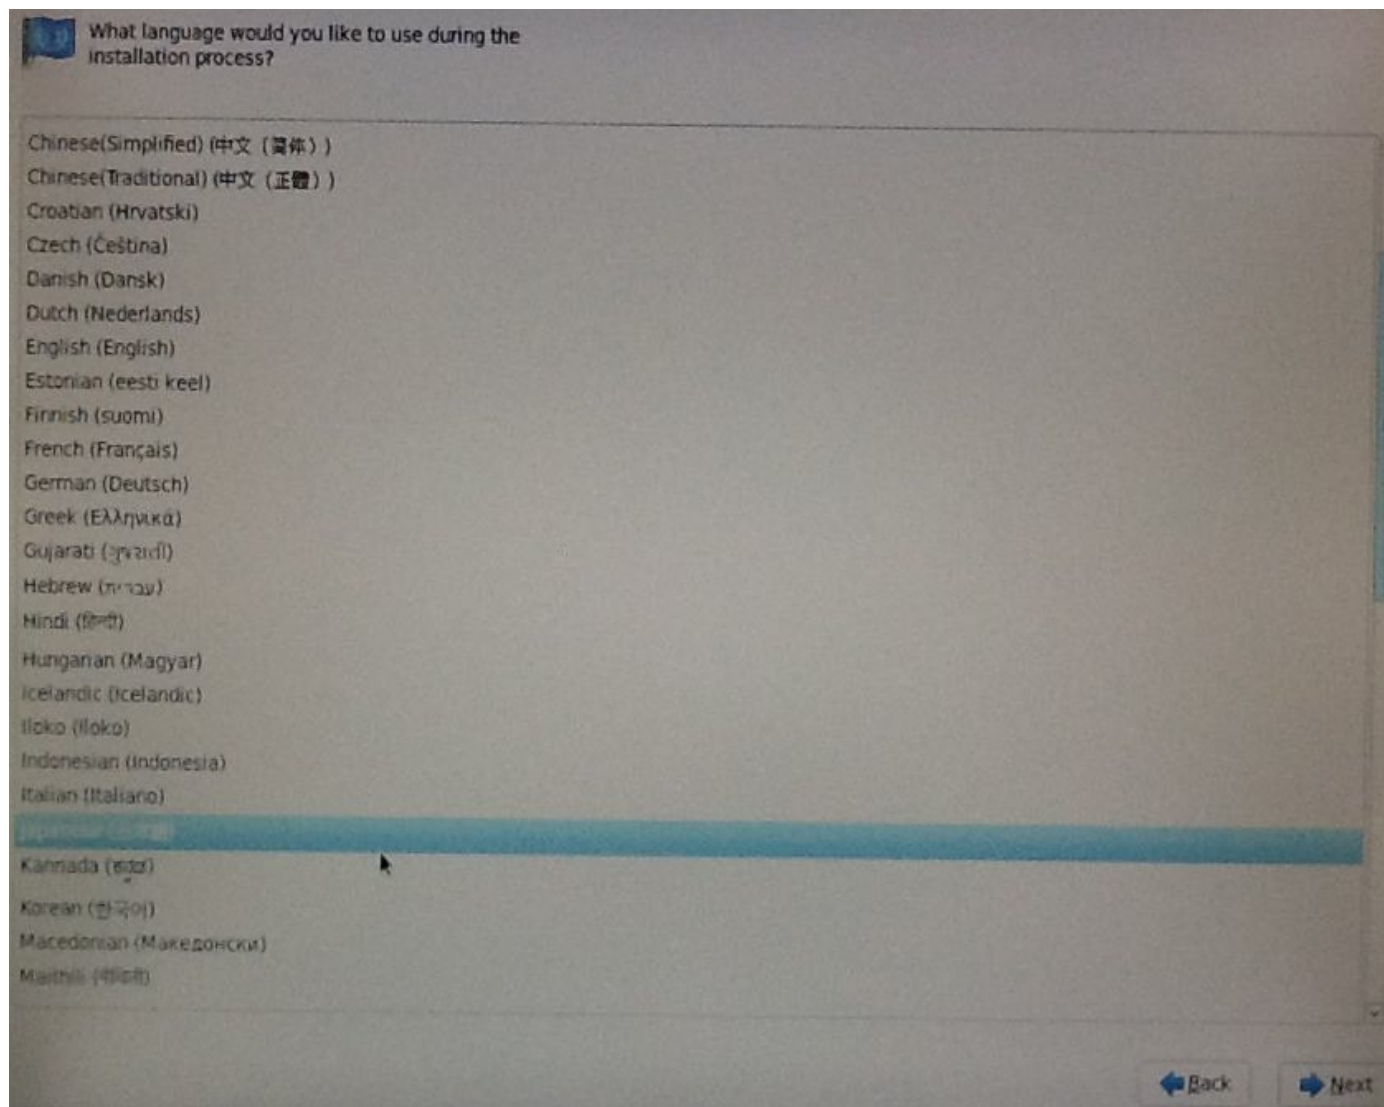 What language would you like to use during the
installation process?
Chinese(Simplified) (中文（简体）)
Chinese(Traditional) (中文（正體）)
Croatian (Hrvatski)
Czech (Čeština)
Danish (Dansk)
Dutch (Nederlands)
English (English)
Estonian (eesti keel)
Finnish (suomi)
French (Français)
German (Deutsch)
Greek (Ελληνικά)
Gujarati (ગુજરાતી)
Hebrew (עברית)
Hindi (हिन्दी)
Hungarian (Magyar)
Icelandic (Icelandic)
Iloko (Iloko)
Indonesian (Indonesia)
Italian (Italiano)
Kannada
Korean (한국어)
Macedonian (Македонски)
Maithili
Back
Next